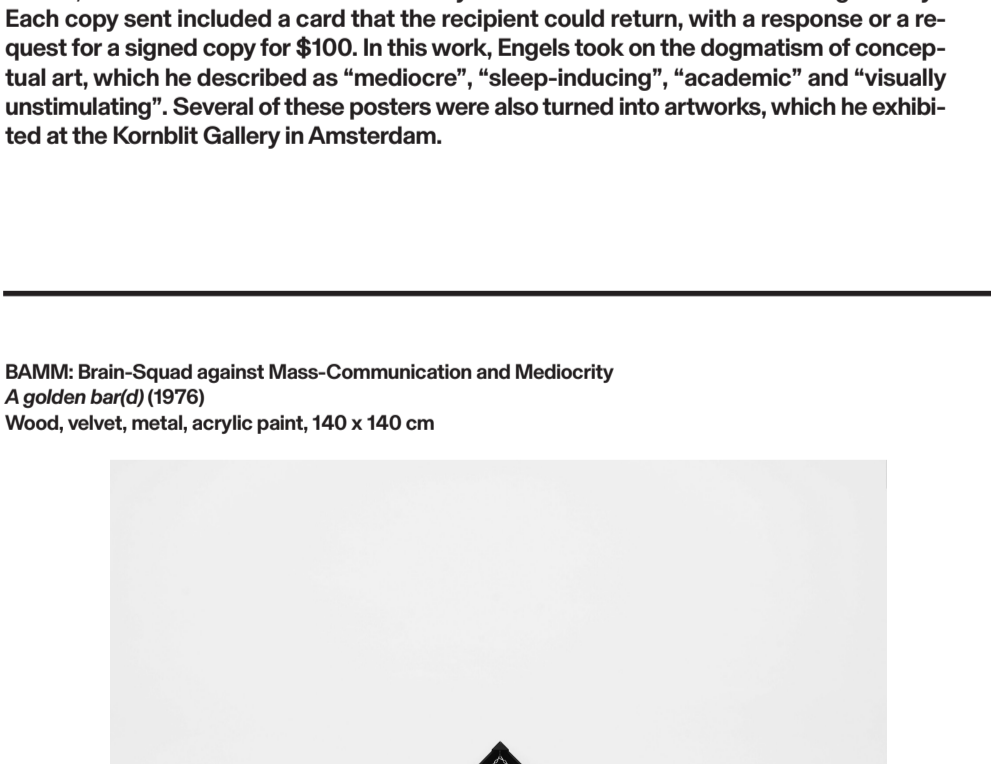 Each copy sent included a card that the recipient could return, with a response or a re-
quest for a signed copy for $100. In this work, Engels took on the dogmatism of concep-
tual art, which he described as “mediocre”, “sleep-inducing”, “academic” and “visually
unstimulating”. Several of these posters were also turned into artworks, which he exhibi-
ted at the Kornblit Gallery in Amsterdam.
BAMM: Brain-Squad against Mass-Communication and Mediocrity
A golden bar(d) (1976)
Wood, velvet, metal, acrylic paint, 140 x 140 cm